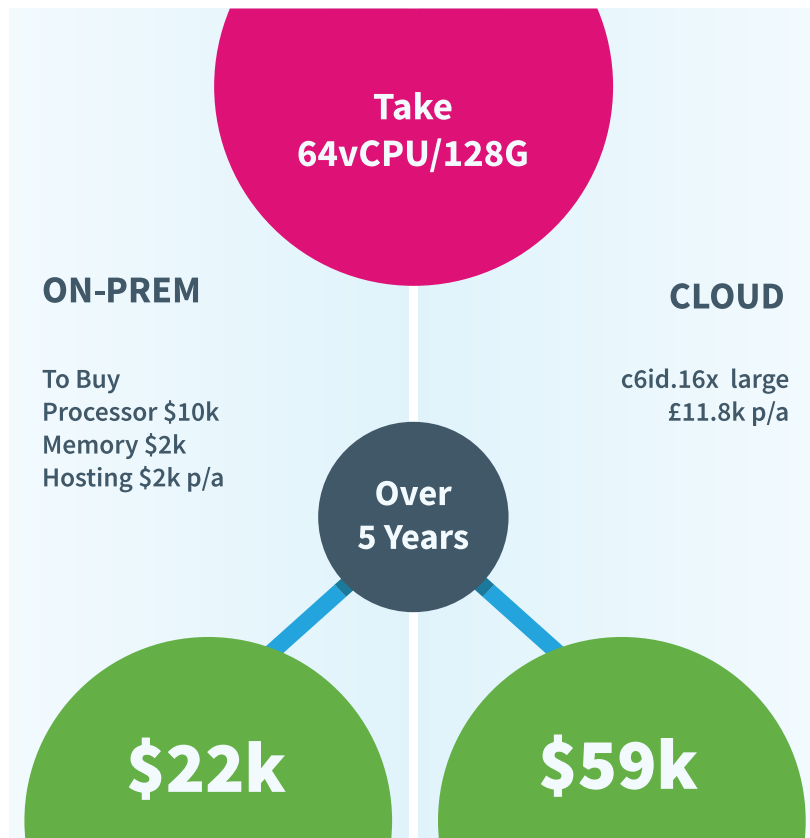 Take
64vCPU/128G
ON-PREM
To Buy
Processor $10k
Memory $2k
Hosting $2k p/a
CLOUD
c6id.16x large
£11.8k p/a
Over
5 Years
$22k
$59k